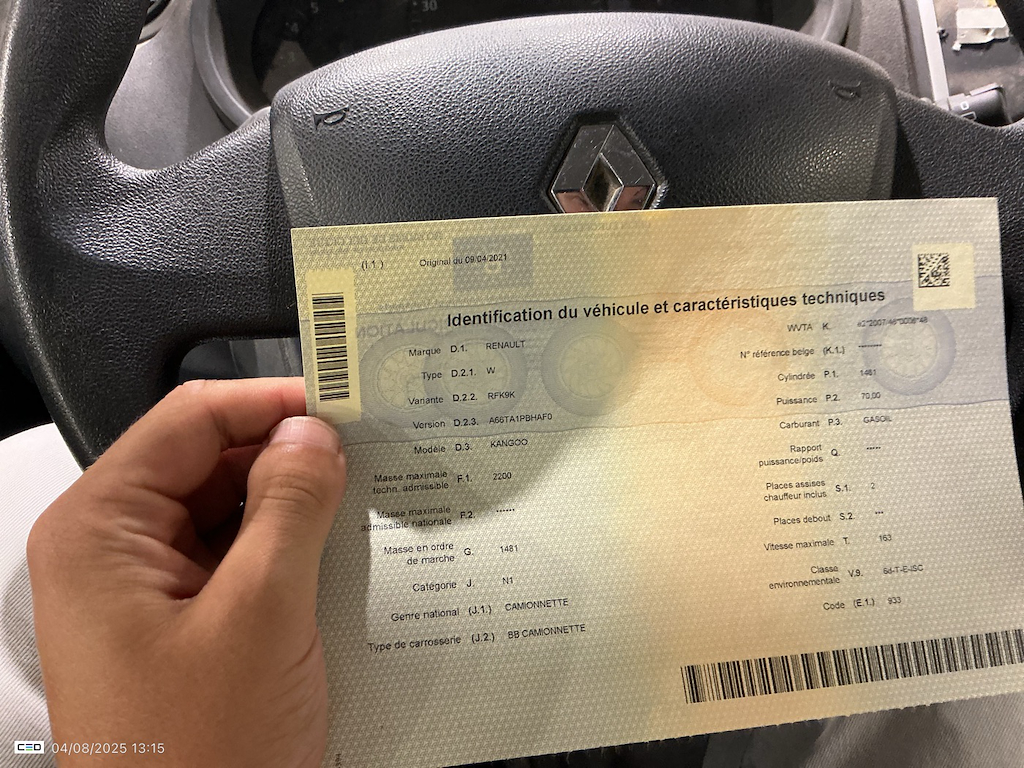 30
(I.1.) Original du 09/04/2021
Identification du véhicule et caractéristiques techniques
Marque D.1. RENAULT
Type D.2.1. W
Variante D.2.2. RFK9K
Version D.2.3. A66TA1PBHAF0
Modèle D.3. KANGOO
Masse maximale
techn. admissible F.1. 2200
Masse maximale
admissible nationale F.2. ------
Masse en ordre
de marche G. 1481
Catégorie J. N1
Genre national (J.1.) CAMIONNETTE
Type de carrosserie (J.2.) BB CAMIONNETTE
WVTA K.
N° référence belge (K.1.) --------
Cylindrée P.1. 1461
Puissance P.2. 70,00
Carburant P.3. GASOIL
Rapport
puissance/poids Q. -----
Places assises
chauffeur inclus S.1. 2
Places debout S.2. ---
Vitesse maximale T. 163
Classe
environnementale V.9. 6d-T-E-ISC
Code (E.1.) 933
CEO 04/08/2025 13:15